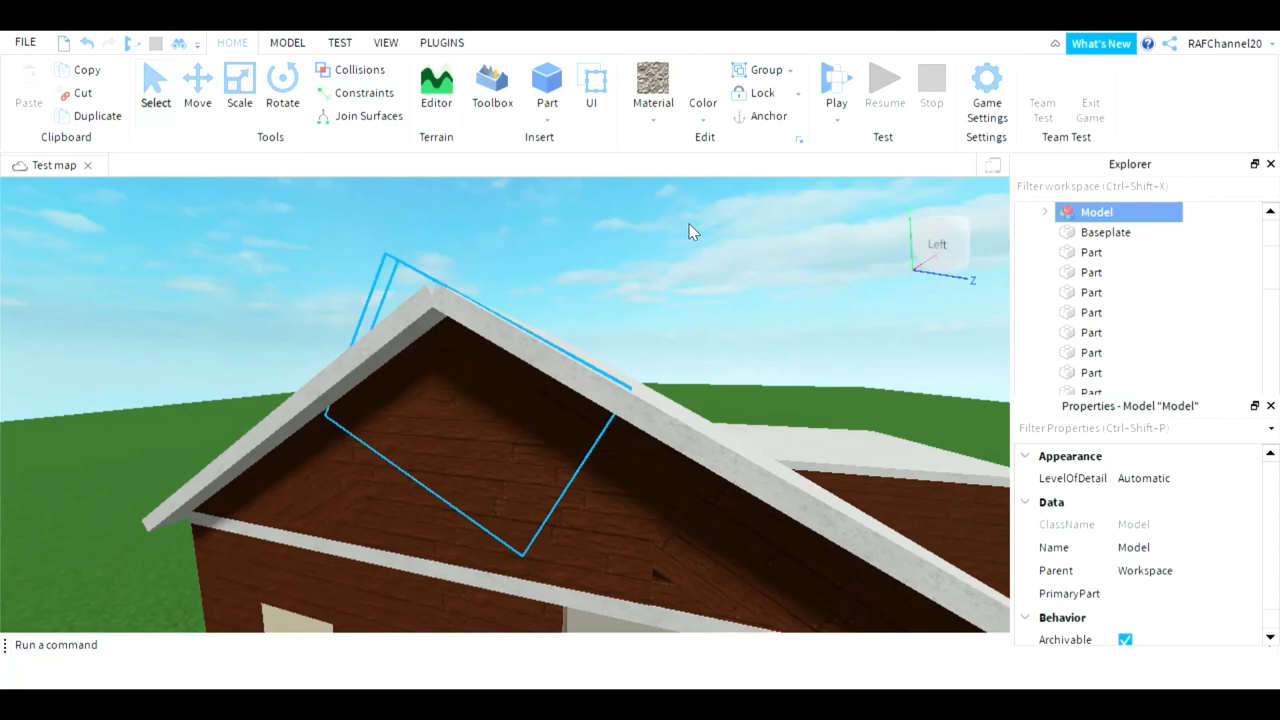 FILE HOME MODEL TEST VIEW PLUGINS What's New RAFChannel20
Paste Copy Cut Duplicate Select Move Scale Rotate Collisions Constraints Join Surfaces Editor Toolbox Part UI Material Color Group Lock Anchor Play Resume Stop Game Settings Team Test Exit Game
Clipboard Tools Terrain Insert Edit Test Settings Team Test
Test map
Explorer
Filter workspace (Ctrl-Shift-X)
Model
Baseplate
Part
Part
Part
Part
Part
Part
Part
Part
Left
Z
Properties - Model "Model"
Filter Properties (Ctrl-Shift-P)
Appearance
LevelOfDetail Automatic
Data
ClassName Model
Name Model
Parent Workspace
PrimaryPart
Behavior
Archivable
Run a command